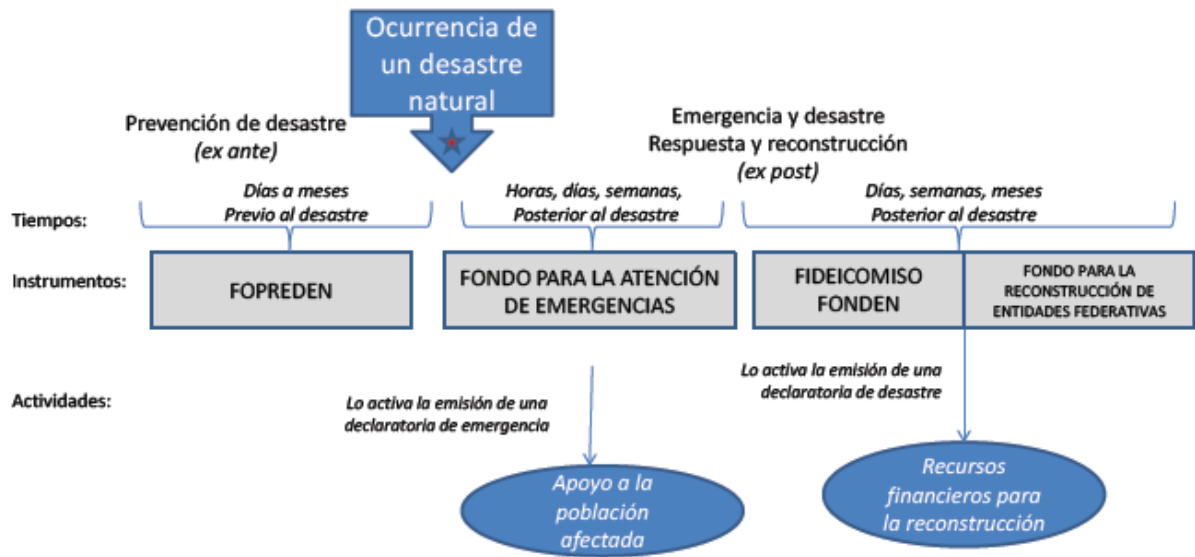 Ocurrencia de
un desastre
natural
Prevención de desastre
(ex ante)
Emergencia y desastre
Respuesta y reconstrucción
(ex post)
Tiempos:
Días a meses
Previo al desastre
Horas, días, semanas,
Posterior al desastre
Días, semanas, meses
Posterior al desastre
Instrumentos:
FOPREDEN
FONDO PARA LA ATENCIÓN
DE EMERGENCIAS
FIDEICOMISO
FONDEN
FONDO PARA LA
RECONSTRUCCIÓN DE
ENTIDADES FEDERATIVAS
Actividades:
Lo activa la emisión de una
declaratoria de emergencia
Lo activa la emisión de una
declaratoria de desastre
Apoyo a la
población
afectada
Recursos
financieros para
la reconstrucción